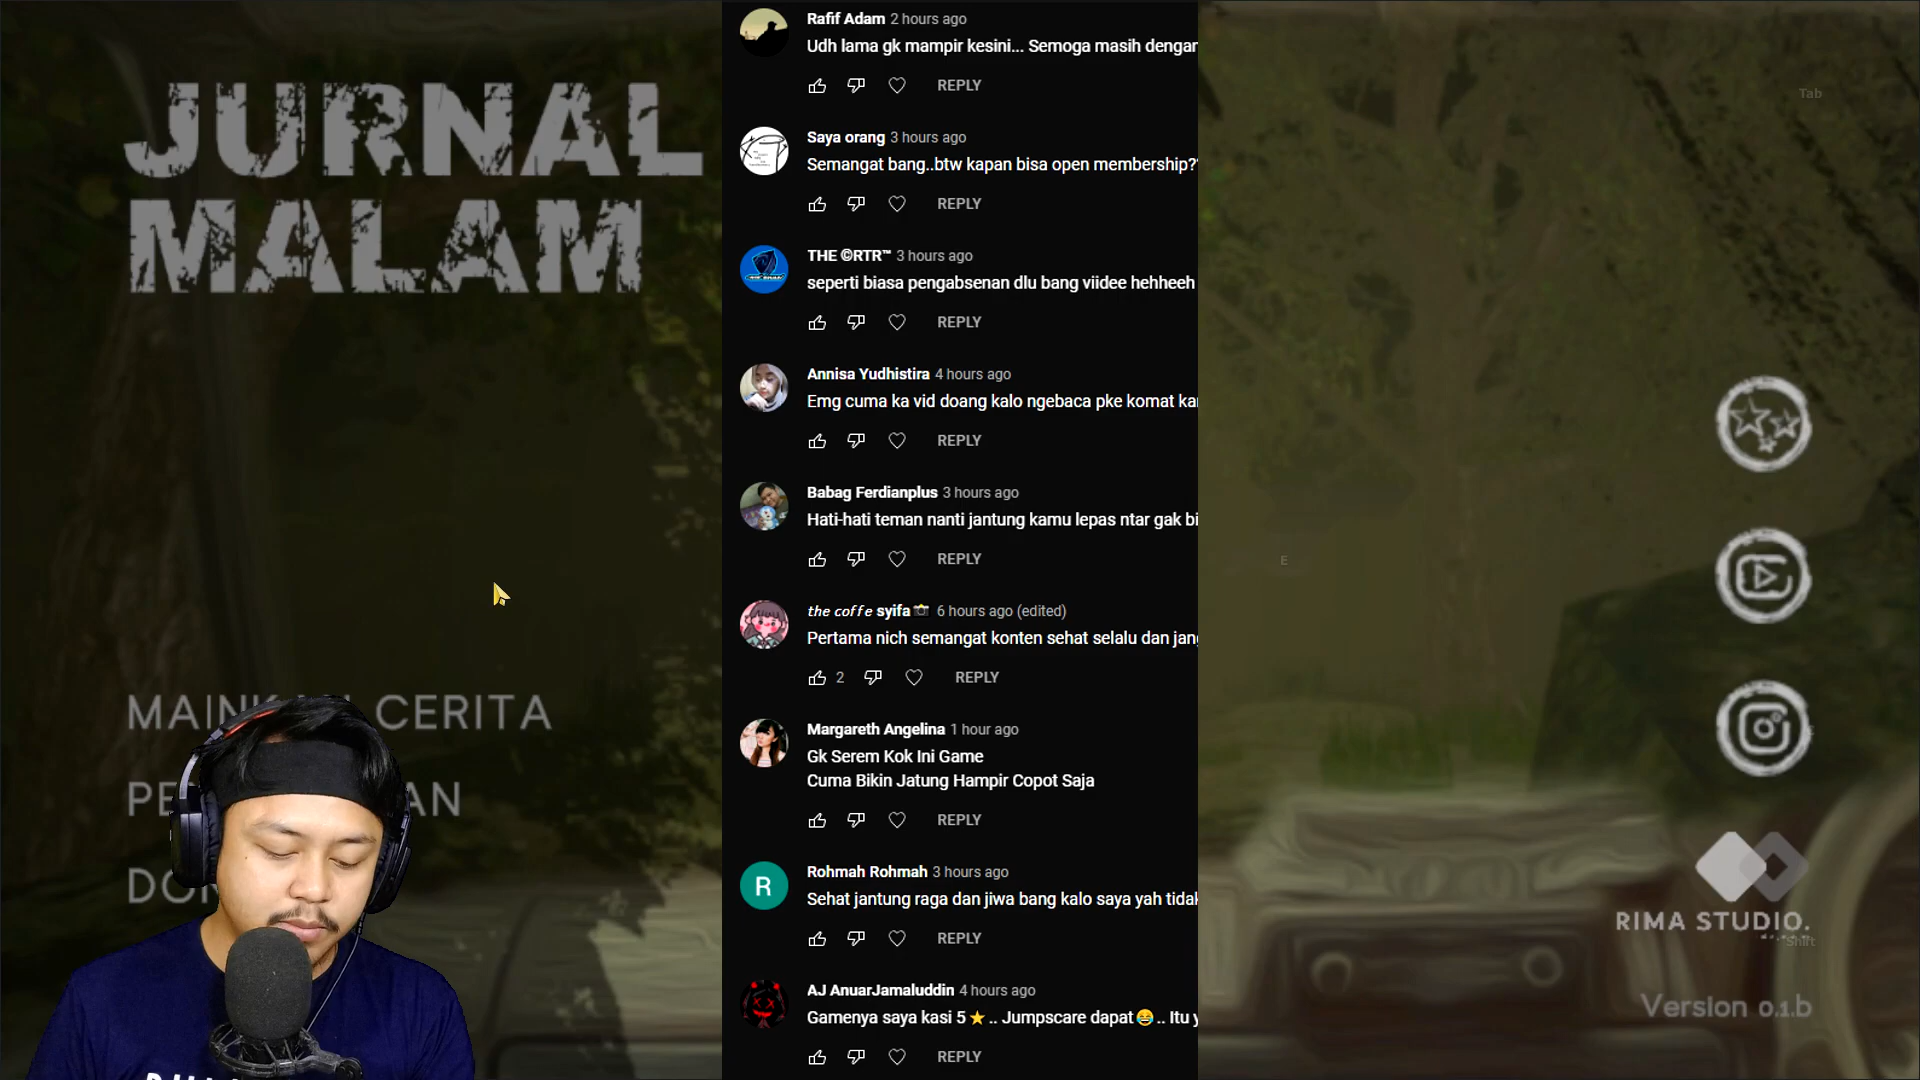 JURNAL
MALAM
CERITA
Rafif Adam 2 hours ago
Udh lama gk mampir kesini... Semoga masih dengan
REPLY
Saya orang 3 hours ago
Semangat bang..btw kapan bisa open membership??
REPLY
THE ©RTR™ 3 hours ago
seperti biasa pengabsenan dlu bang viidee hehheeh
REPLY
Annisa Yudhistira 4 hours ago
Emg cuma ka vid doang kalo ngebaca pke komat
REPLY
Babag Ferdianplus 3 hours ago
Hati-hati teman nanti jantung kamu lepas ntar gak
REPLY
the coffe syifa📸 6 hours ago (edited)
Pertama nich semangat konten sehat selalu dan
2 REPLY
Margareth Angelina 1 hour ago
Gk Serem Kok Ini Game
Cuma Bikin Jatung Hampir Copot Saja
REPLY
R
Rohmah Rohmah 3 hours ago
Sehat jantung raga dan jiwa bang kalo saya yah tidak
REPLY
AJ AnuarJamaluddin 4 hours ago
Gamenya saya kasi 5⭐.. Jumpscare dapat😂.. Itu
REPLY
Tab
E
RIMA STUDIO.
Shift
Version 0.1.b